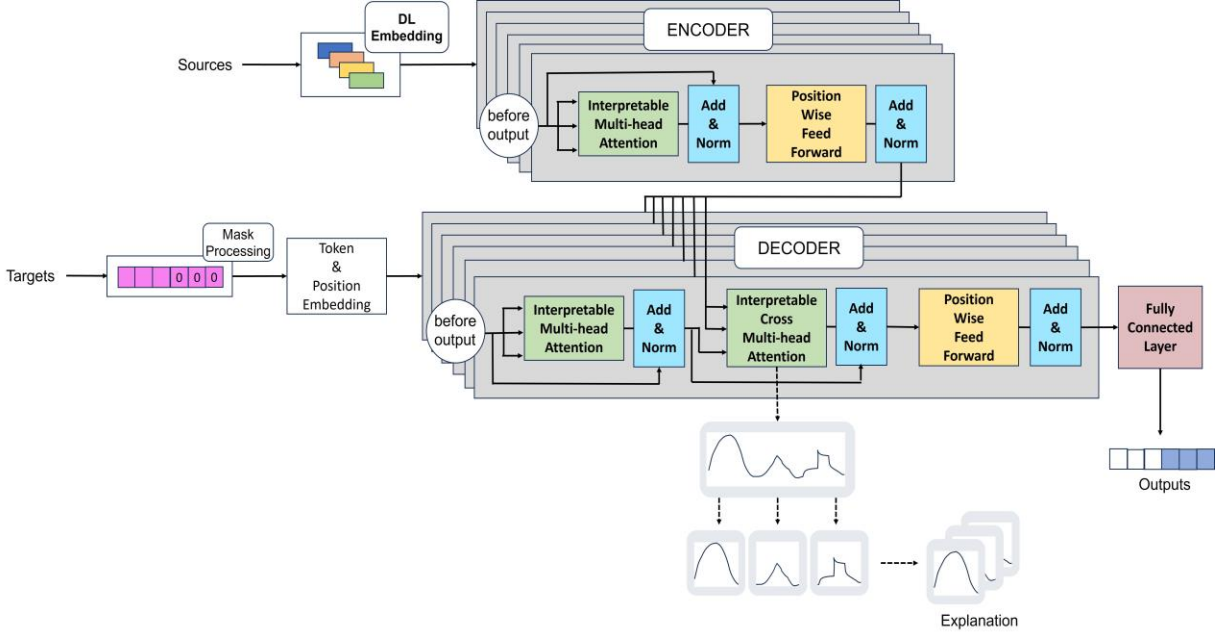 DL
Embedding
ENCODER
Sources
before
output
Interpretable
Multi-head
Attention
Add
&
Norm
Position
Wise
Feed
Forward
Add
&
Norm
Mask
Processing
DECODER
Targets
0 0 0
Token
&
Position
Embedding
before
output
Interpretable
Multi-head
Attention
Add
&
Norm
Interpretable
Cross
Multi-head
Attention
Add
&
Norm
Position
Wise
Feed
Forward
Add
&
Norm
Fully
Connected
Layer
Outputs
Explanation